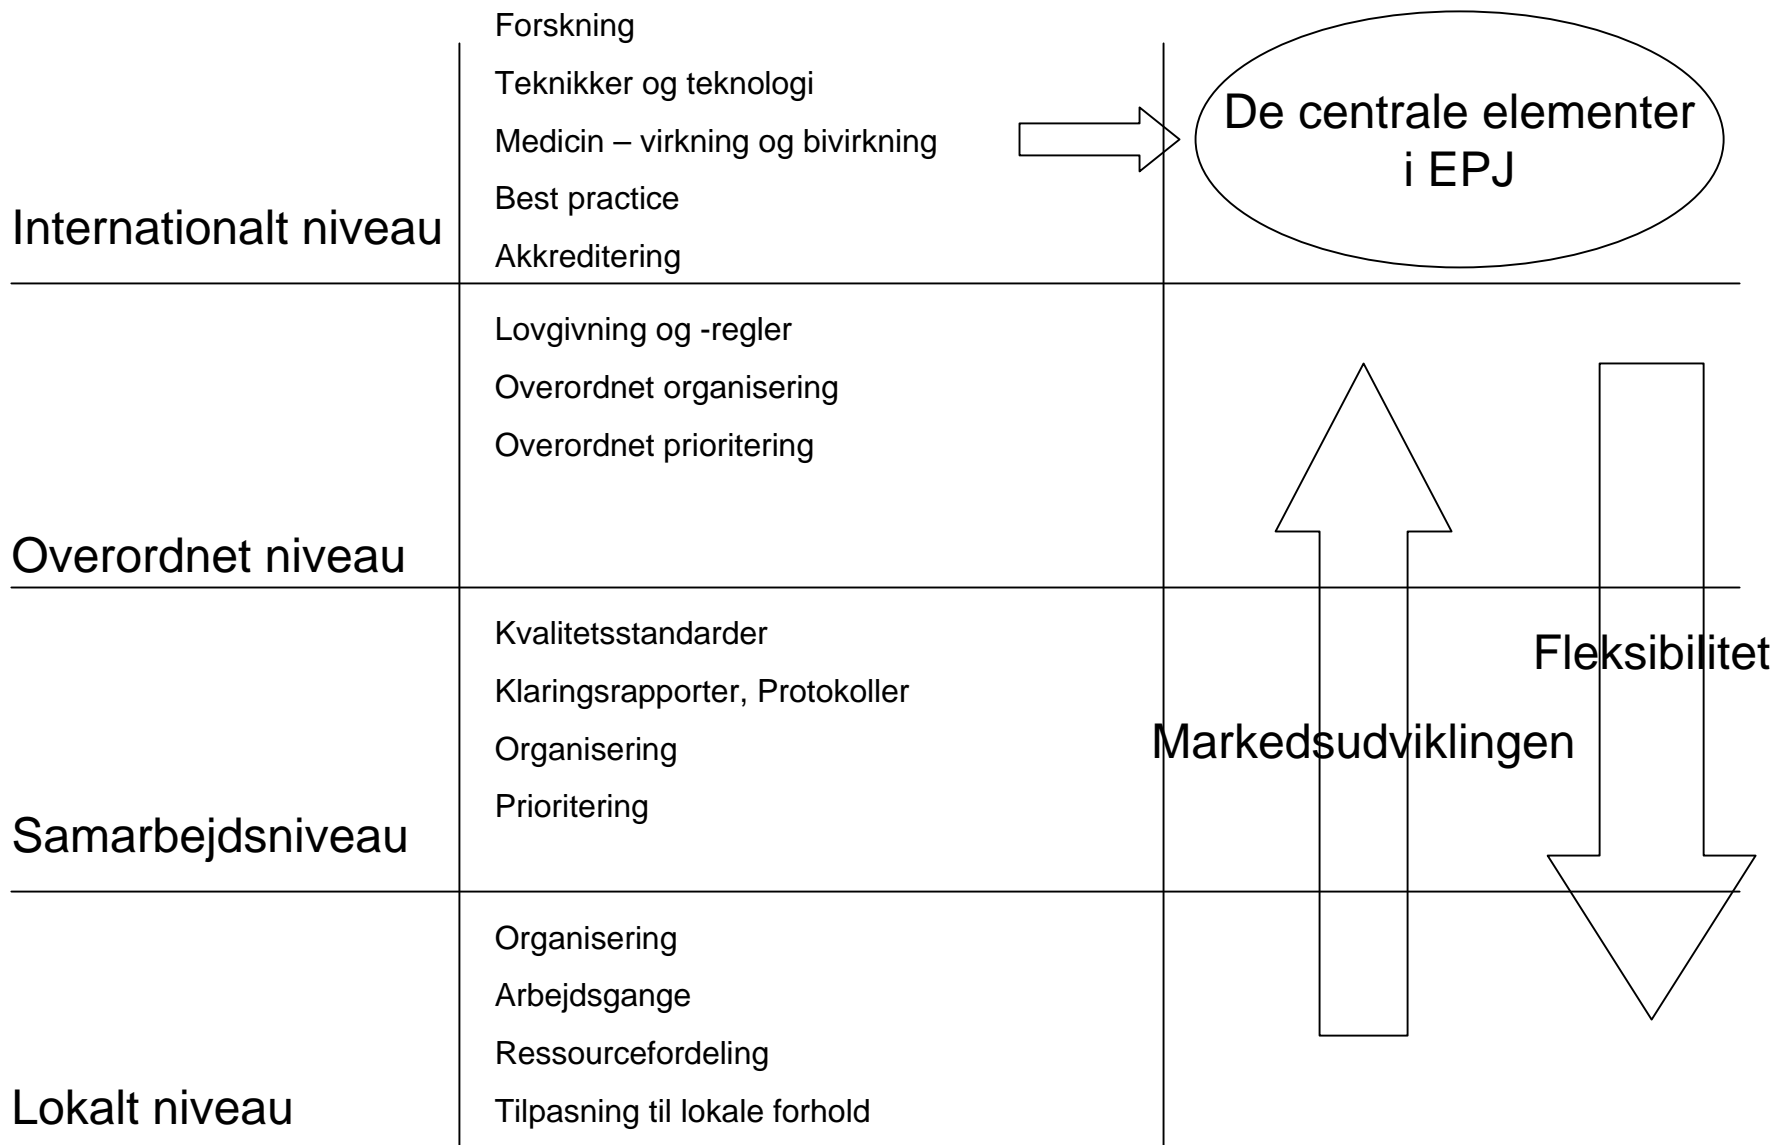 Forskning
Teknikker og teknologi
Medicin – virkning og bivirkning
Best practice
Akkreditering
Internationalt niveau
De centrale elementer
i EPJ
Lovgivning og -regler
Overordnet organisering
Overordnet prioritering
Overordnet niveau
Kvalitetsstandarder
Klaringsrapporter, Protokoller
Organisering
Prioritering
Samarbejdsniveau
Fleksibilitet
Markedsudviklingen
Organisering
Arbejdsgange
Ressourcefordeling
Tilpasning til lokale forhold
Lokalt niveau